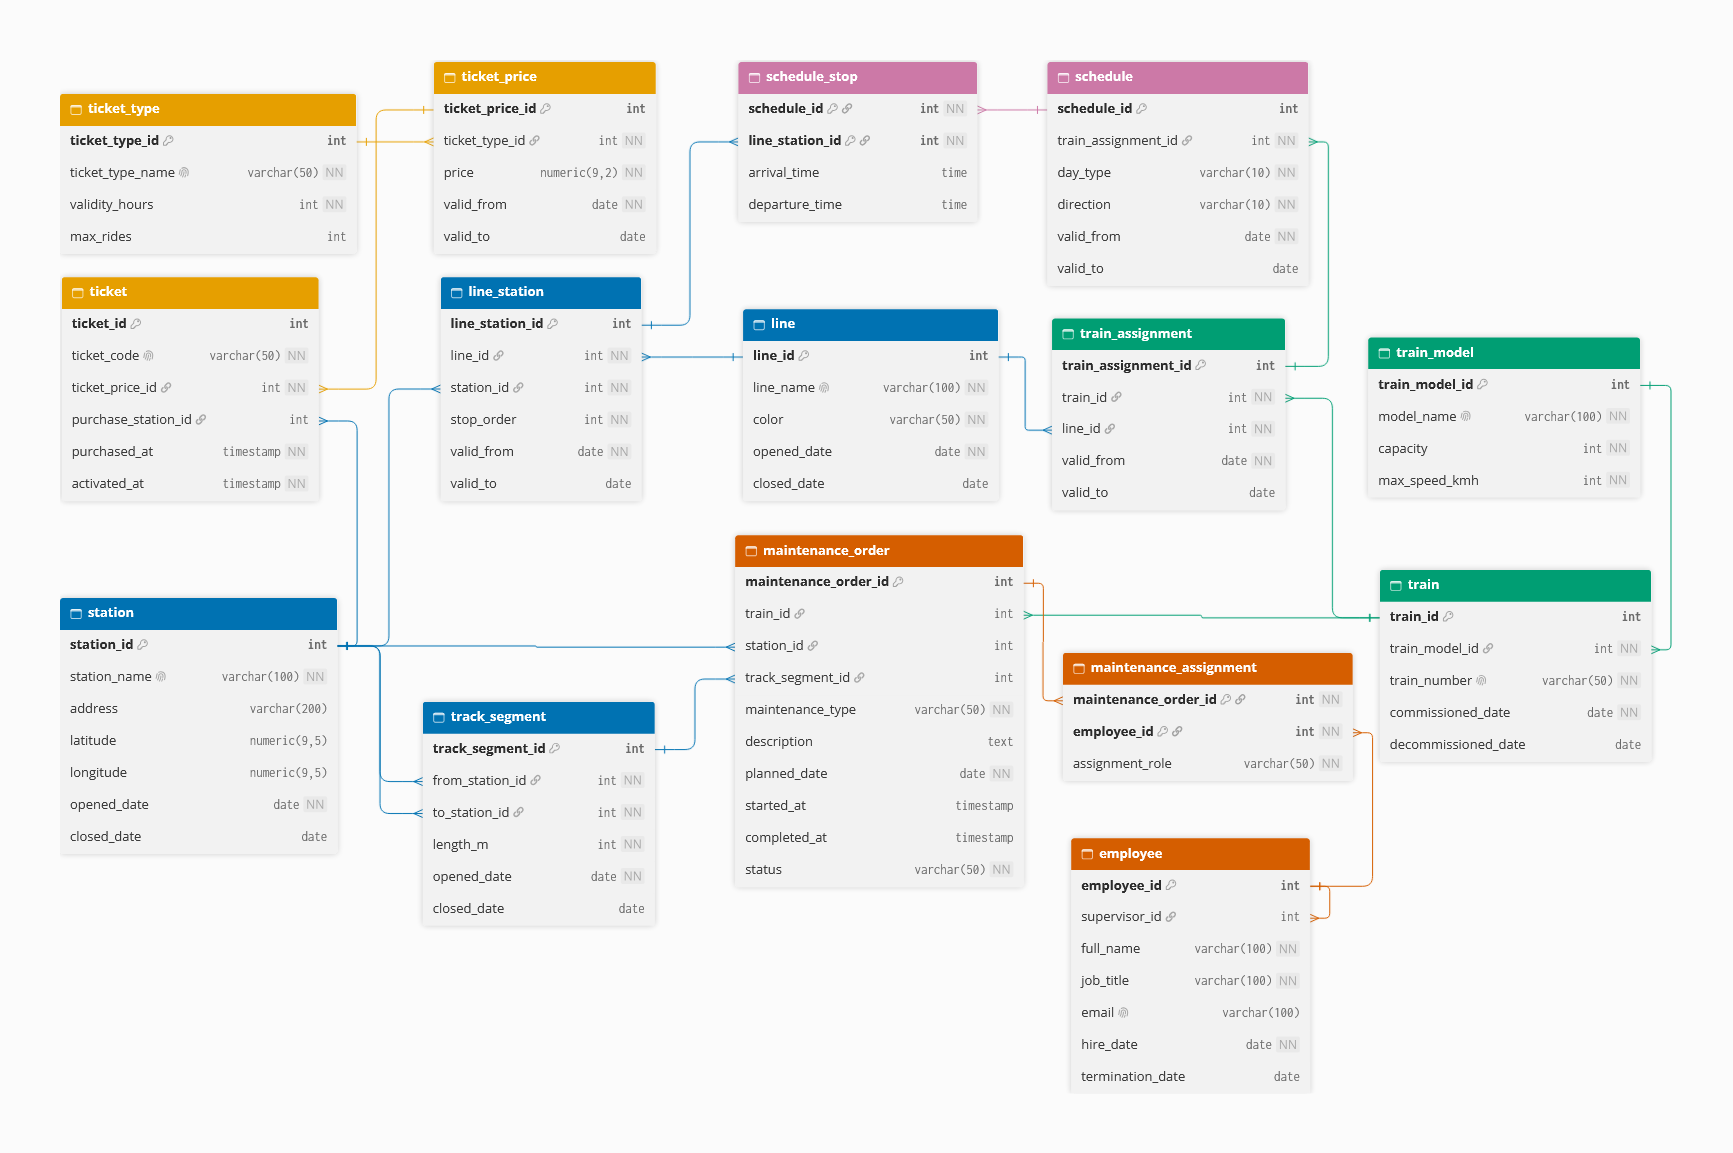 ticket_type
ticket_type_id int
ticket_type_name varchar(50) NN
validity_hours int NN
max_rides int
ticket_price
ticket_price_id int
ticket_type_id int NN
price numeric(9,2) NN
valid_from date NN
valid_to date
schedule_stop
schedule_id int NN
line_station_id int NN
arrival_time time
departure_time time
schedule
schedule_id int
train_assignment_id int NN
day_type varchar(10) NN
direction varchar(10) NN
valid_from date NN
valid_to date
ticket
ticket_id int
ticket_code varchar(50) NN
ticket_price_id int NN
purchase_station_id int
purchased_at timestamp NN
activated_at timestamp NN
line_station
line_station_id int
line_id int NN
station_id int NN
stop_order int NN
valid_from date NN
valid_to date
line
line_id int
line_name varchar(100) NN
color varchar(50) NN
opened_date date NN
closed_date date
train_assignment
train_assignment_id int
train_id int NN
line_id int NN
valid_from date NN
valid_to date
train_model
train_model_id int
model_name varchar(100) NN
capacity int NN
max_speed_kmh int NN
station
station_id int
station_name varchar(100) NN
address varchar(200)
latitude numeric(9,5)
longitude numeric(9,5)
opened_date date NN
closed_date date
track_segment
track_segment_id int
from_station_id int NN
to_station_id int NN
length_m int NN
opened_date date NN
closed_date date
maintenance_order
maintenance_order_id int
train_id int
station_id int
track_segment_id int
maintenance_type varchar(50) NN
description text
planned_date date NN
started_at timestamp
completed_at timestamp
status varchar(50) NN
maintenance_assignment
maintenance_order_id int NN
employee_id int NN
assignment_role varchar(50) NN
train
train_id int
train_model_id int NN
train_number varchar(50) NN
commissioned_date date NN
decommissioned_date date
employee
employee_id int
supervisor_id int
full_name varchar(100) NN
job_title varchar(100) NN
email varchar(100)
hire_date date NN
termination_date date